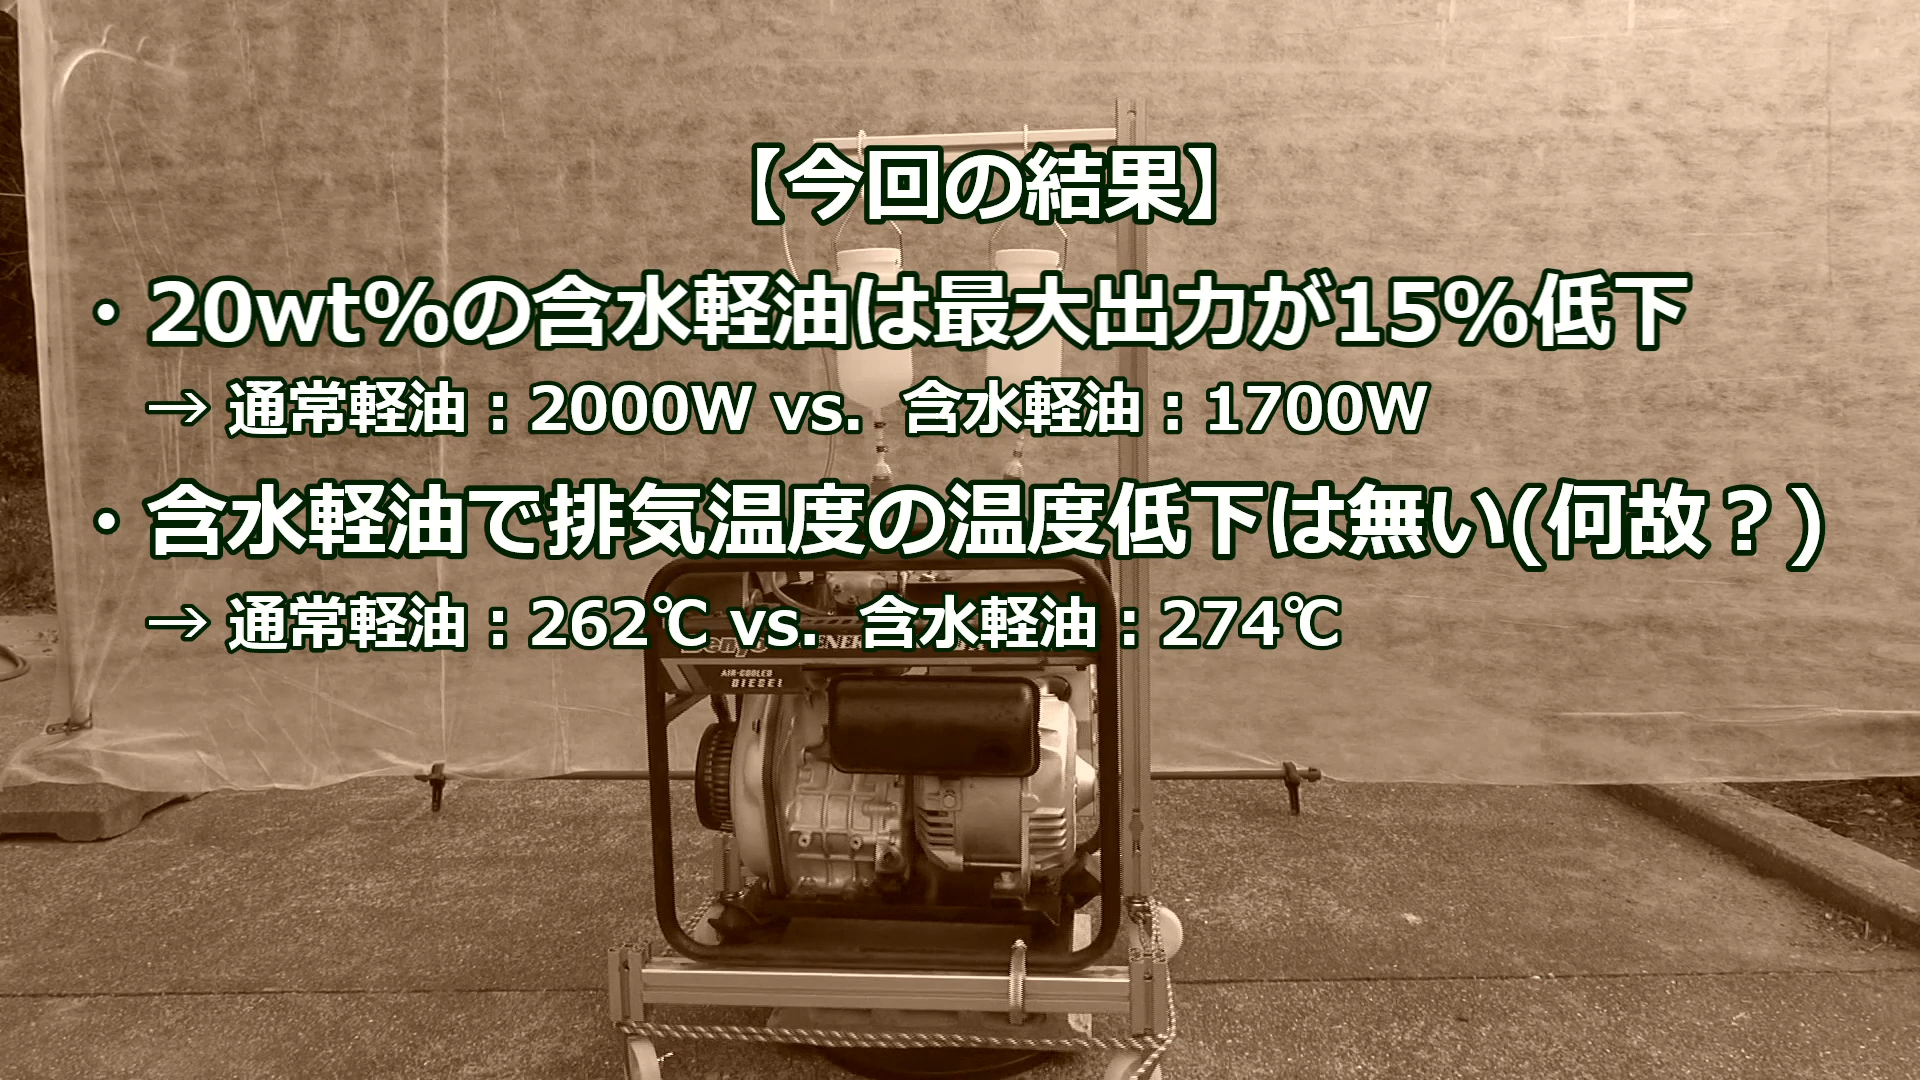 【今回の結果】
・20wt%の含水軽油は最大出力が15%低下
→ 通常軽油：2000W vs. 含水軽油：1700W
・含水軽油で排気温度の温度低下は無い(何故？)
→ 通常軽油：262℃ vs. 含水軽油：274℃
Denyo
AIR-COOLED
DIESEL